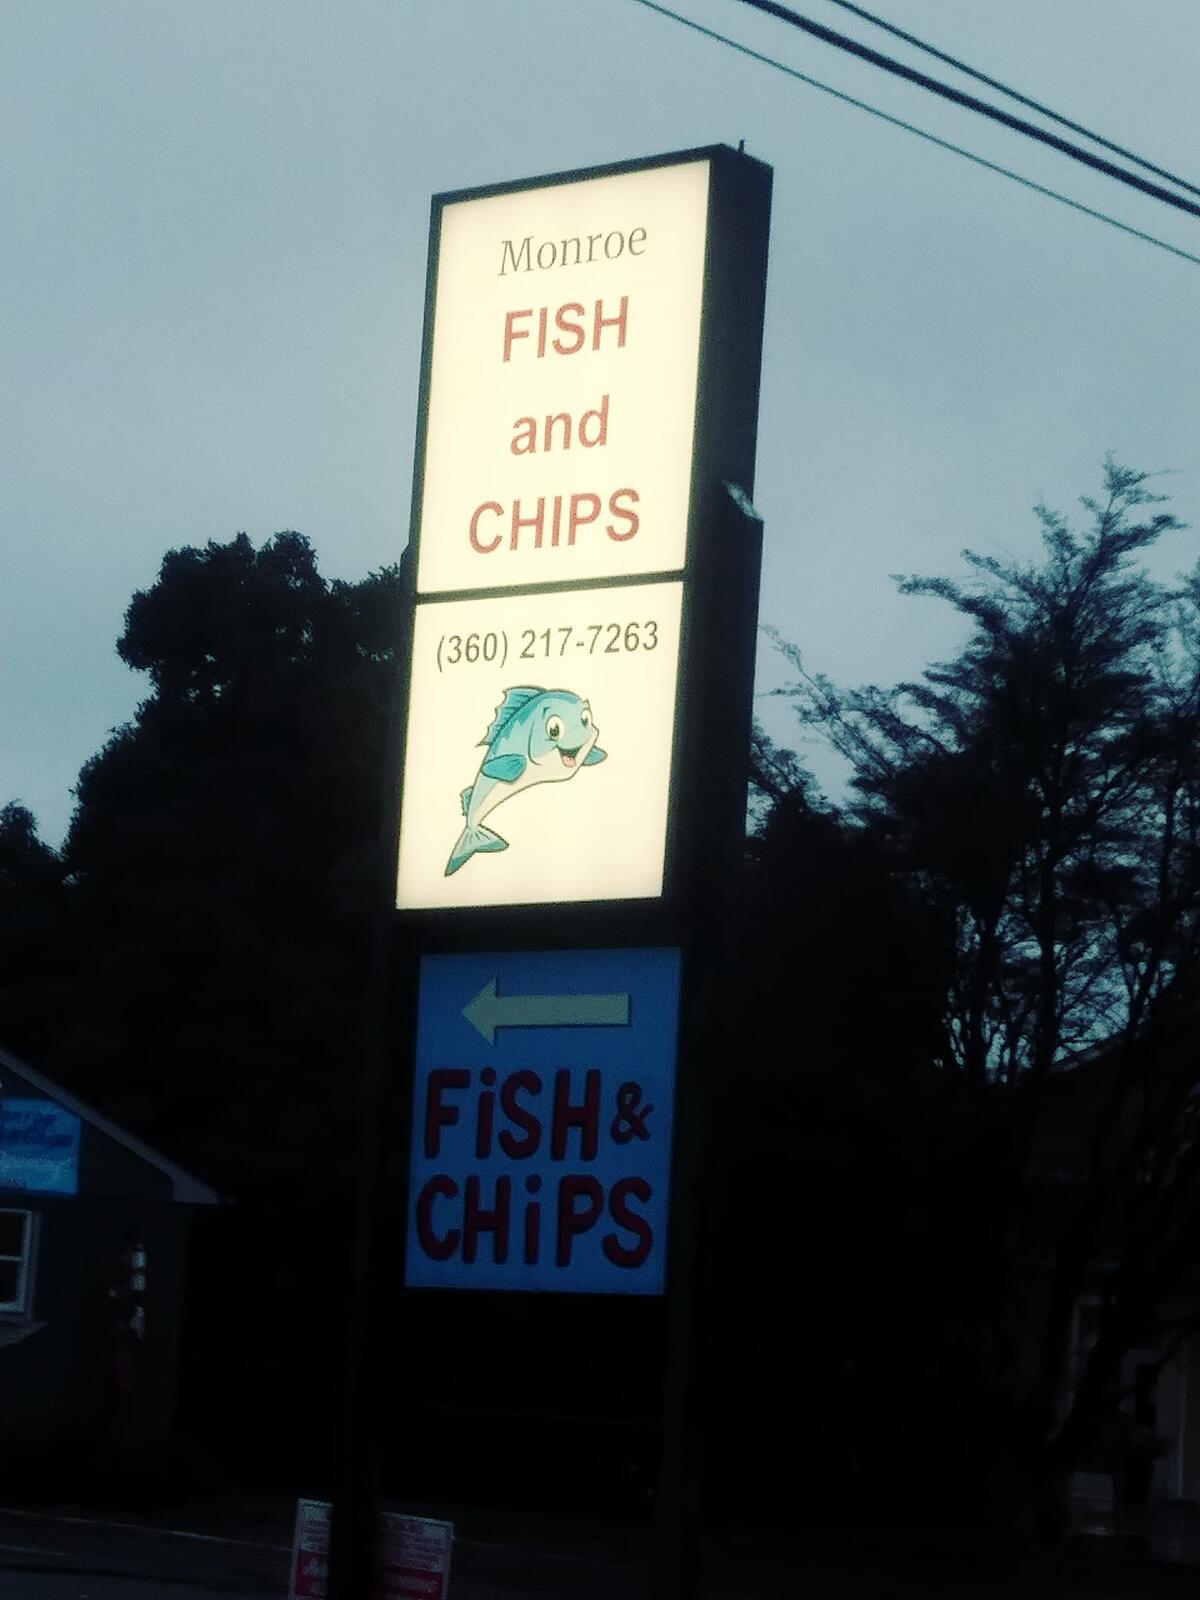 Monroe
FISH
and
CHIPS
(360) 217-7263
FiSH &
CHiPS